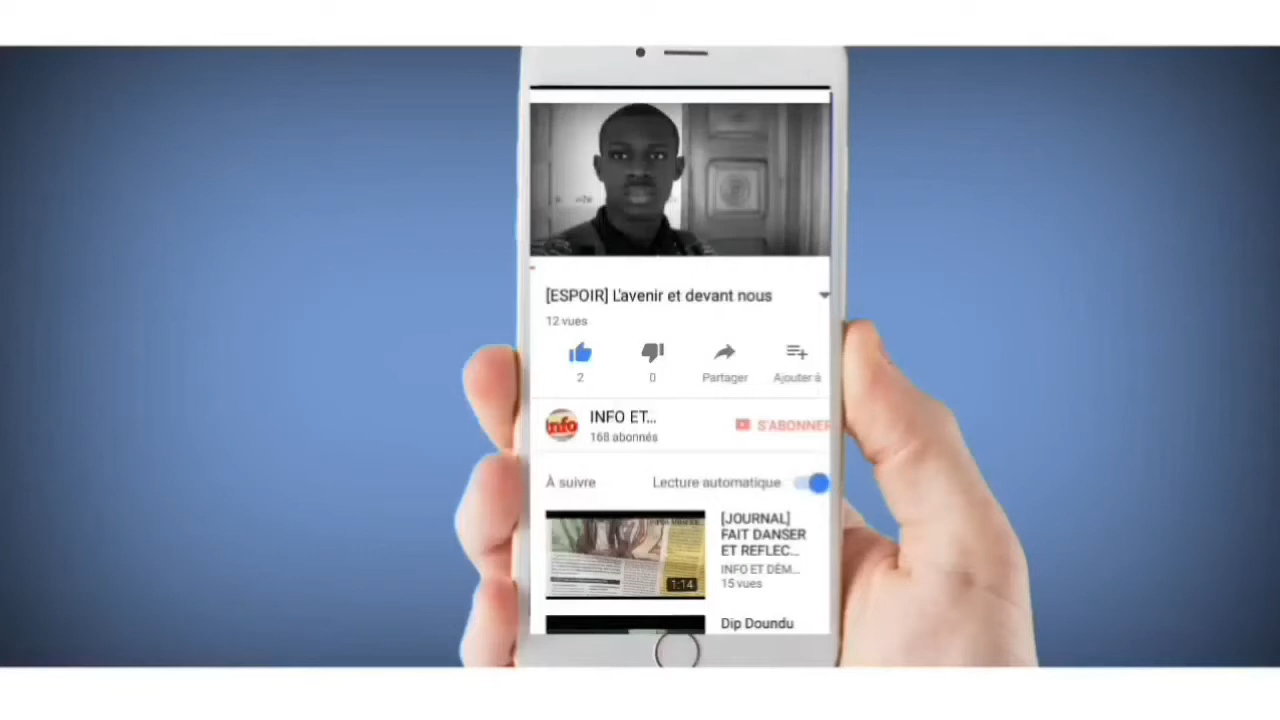 [ESPOIR] L'avenir et devant nous
12 vues
2
0
Partager
Ajouter à
info
INFO ET...
168 abonnés
S'ABONNER
À suivre
Lecture automatique
[JOURNAL]
FAIT DANSER
ET REFLEC...
INFO ET DÉM...
15 vues
1:14
Dip Doundu